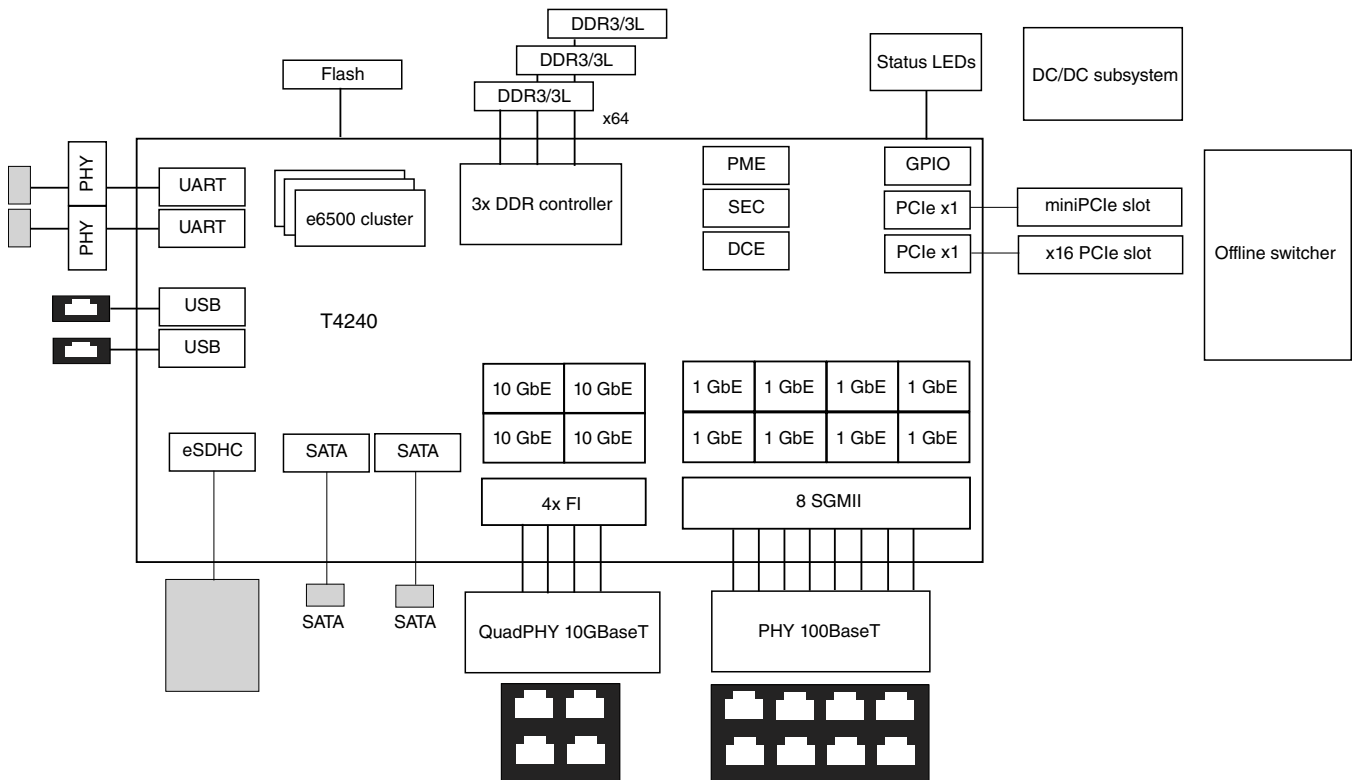 DDR3/3L
DDR3/3L
DDR3/3L
x64
Flash
Status LEDs
DC/DC subsystem
PHY
UART
PHY
UART
e6500 cluster
3x DDR controller
PME
SEC
DCE
GPIO
PCIe x1
miniPCIe slot
PCIe x1
x16 PCIe slot
Offline switcher
USB
USB
T4240
10 GbE 10 GbE
10 GbE 10 GbE
1 GbE 1 GbE 1 GbE 1 GbE
1 GbE 1 GbE 1 GbE 1 GbE
eSDHC
SATA
SATA
4x FI
8 SGMII
SATA
SATA
QuadPHY 10GBaseT
PHY 100BaseT